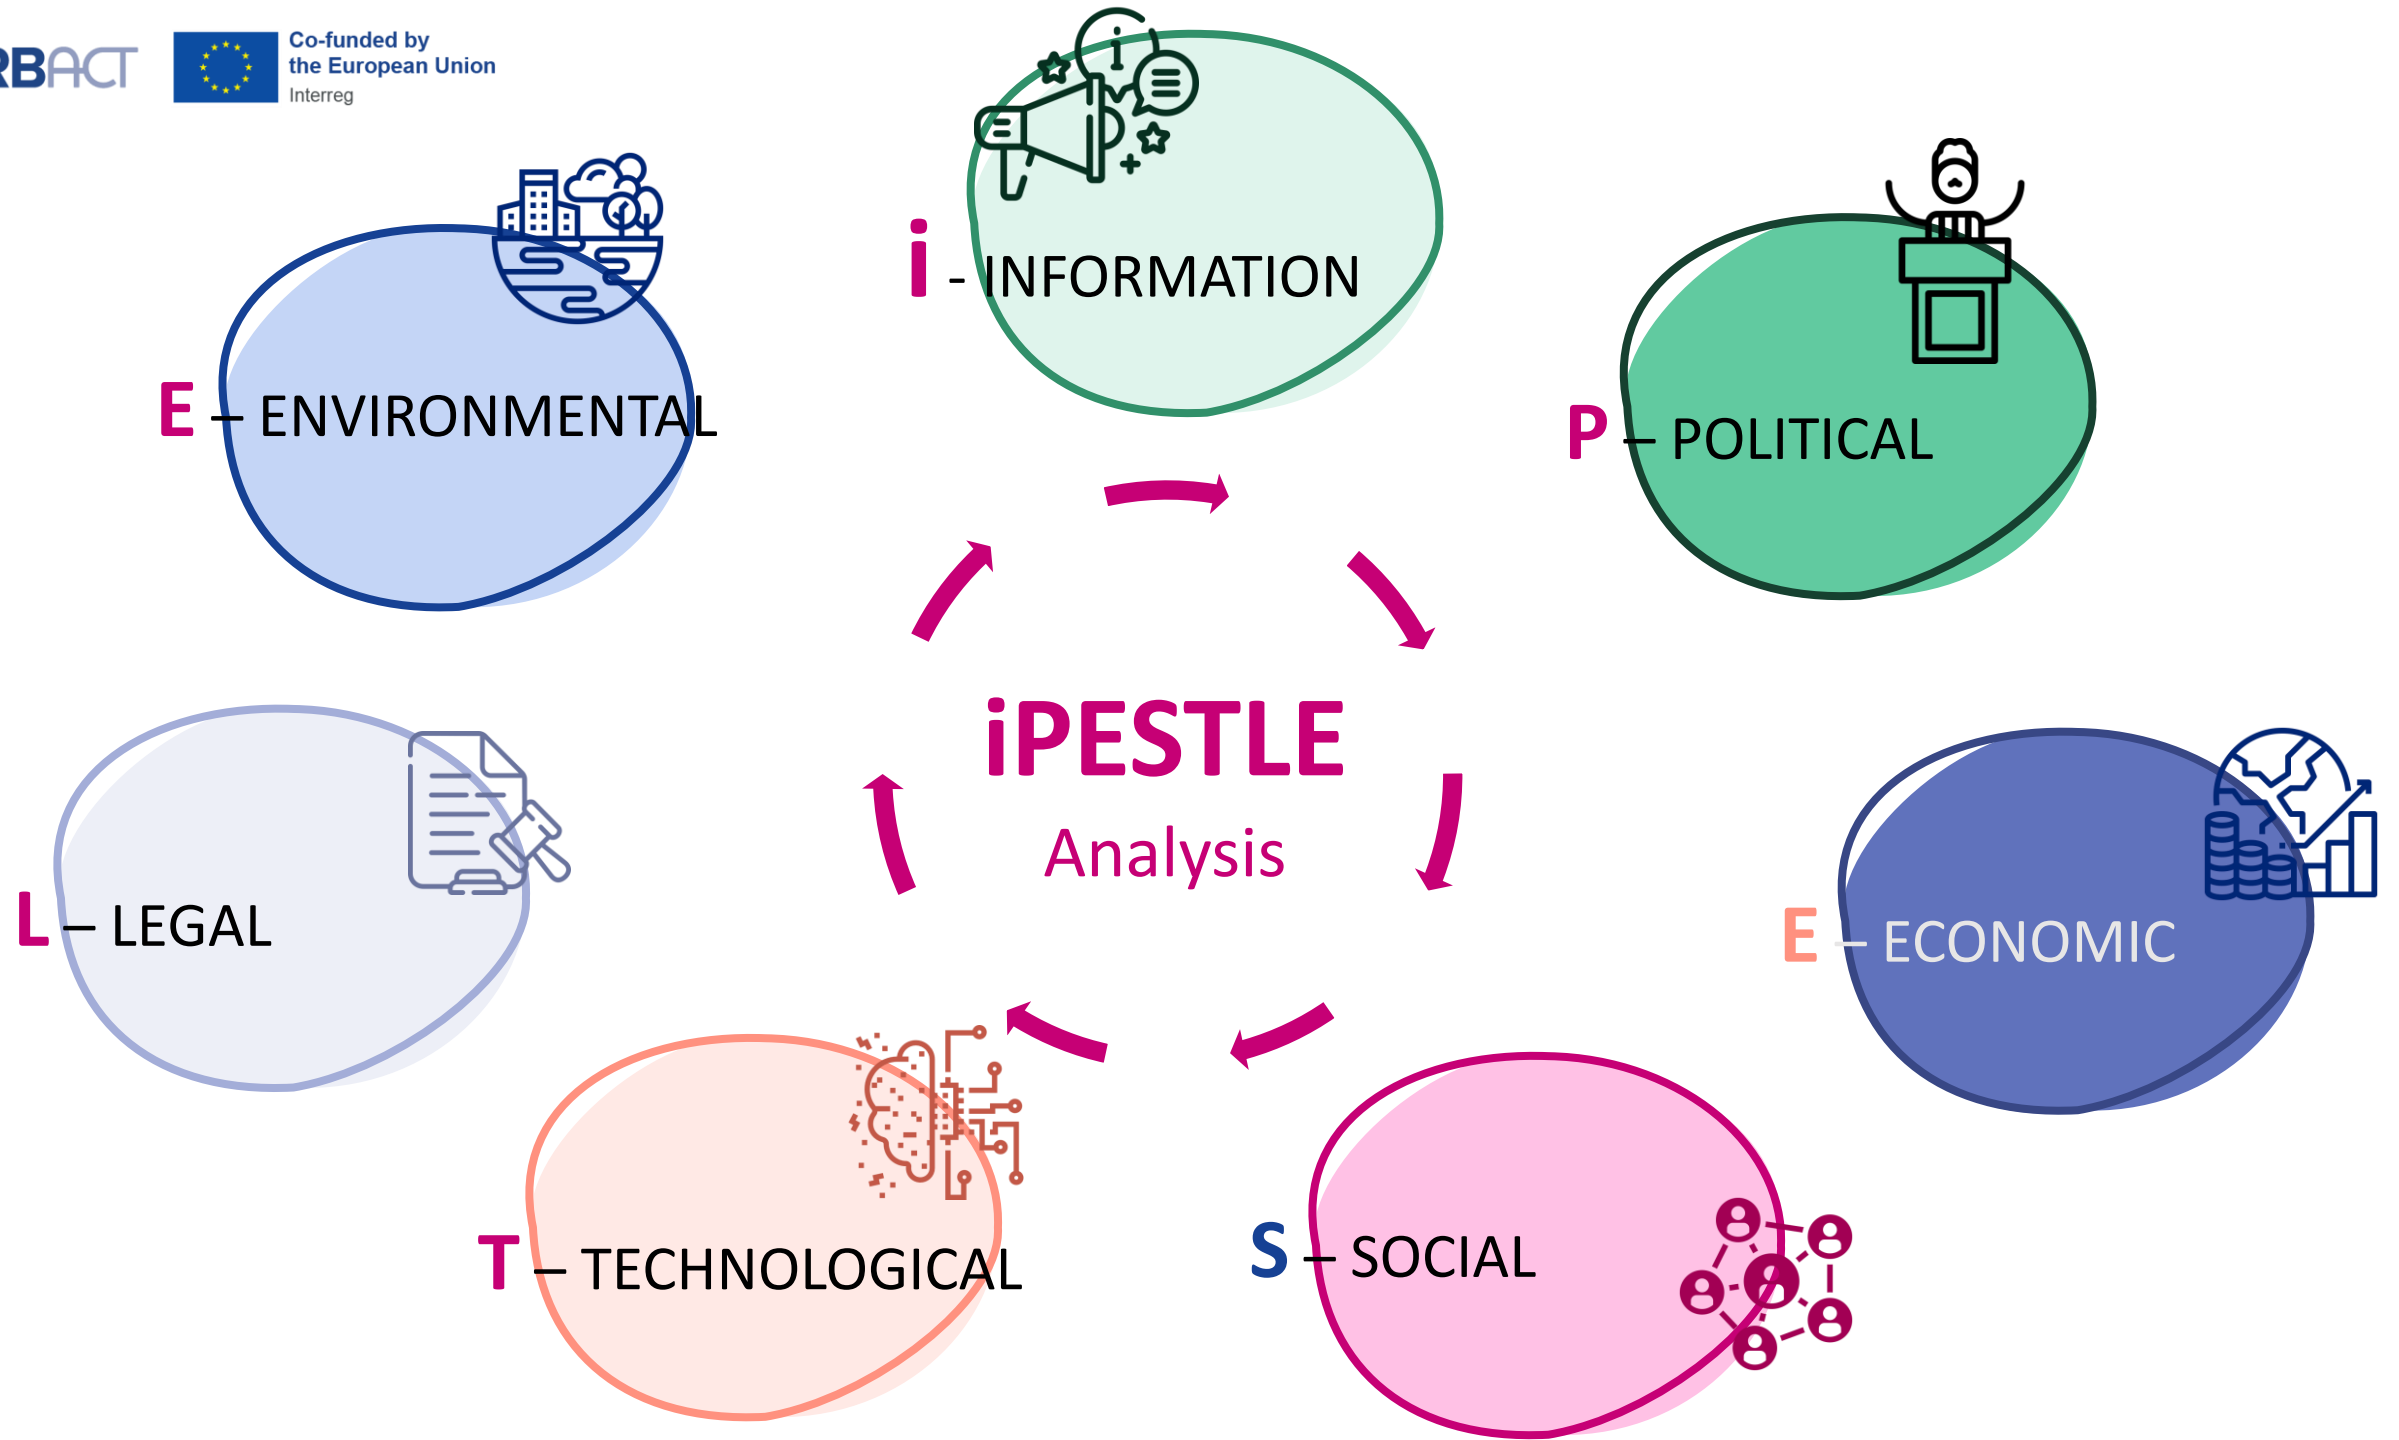 RBACT
Co-funded by
the European Union
Interreg
i - INFORMATION
P – POLITICAL
E – ECONOMIC
S – SOCIAL
T – TECHNOLOGICAL
L – LEGAL
E – ENVIRONMENTAL
iPESTLE
Analysis